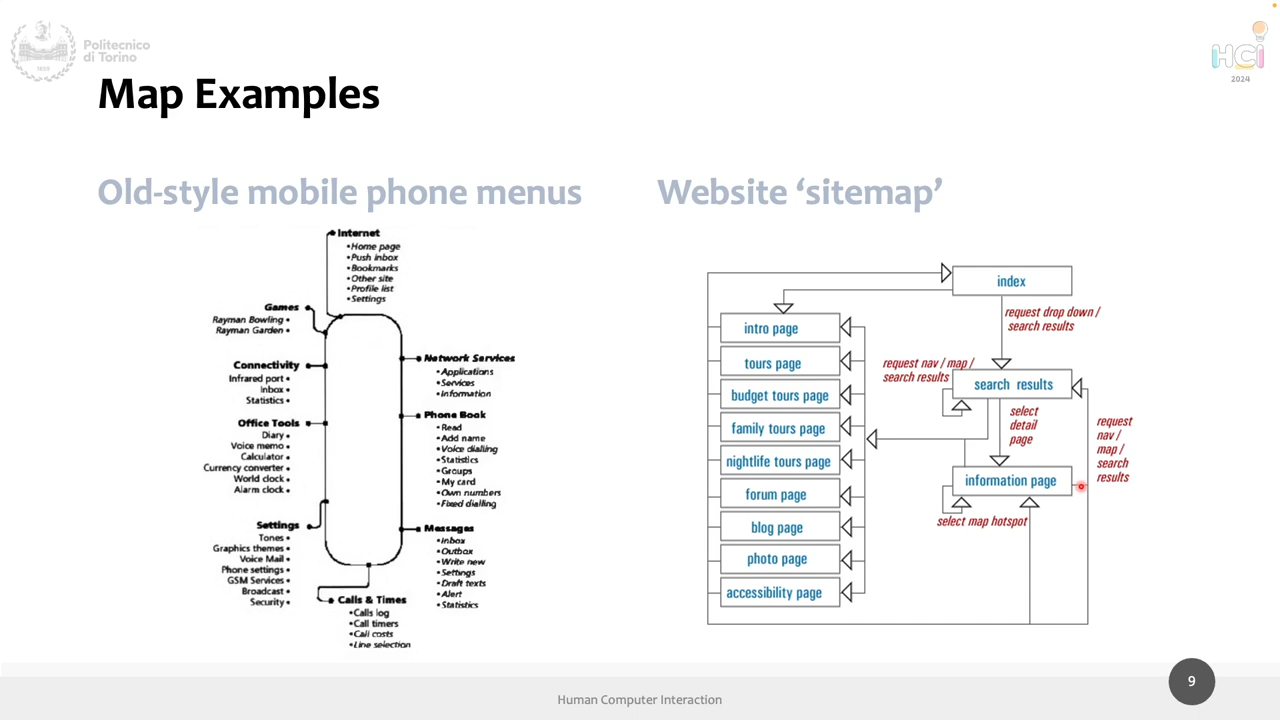 Politecnico
di Torino
1859
HCI
2024
Map Examples
Old-style mobile phone menus
Internet
•Home page
•Push inbox
•Bookmarks
•Other site
•Profile list
•Settings
Games
Rayman Bowling •
Rayman Garden •
Connectivity
Infrared port •
Inbox •
Statistics •
Office Tools
Diary •
Voice memo •
Calculator •
Currency converter •
World clock •
Alarm clock •
Settings
Tones •
Graphics themes •
Voice Mail •
Phone settings •
GSM Services •
Broadcast •
Security •
Network Services
•Applications
•Services
•Information
Phone Book
•Read
•Add name
•Voice dialling
•Statistics
•Groups
•My card
•Own numbers
•Fixed dialling
Messages
•Inbox
•Outbox
•Write new
•Settings
•Draft texts
•Alert
•Statistics
Calls & Times
•Calls log
•Call timers
•Call costs
•Line selection
Website ‘sitemap’
index
request drop down /
search results
intro page
tours page
budget tours page
family tours page
nightlife tours page
forum page
blog page
photo page
accessibility page
request nav / map /
search results
search results
select
detail
page
request
nav /
map /
search
results
information page
select map hotspot
Human Computer Interaction
9